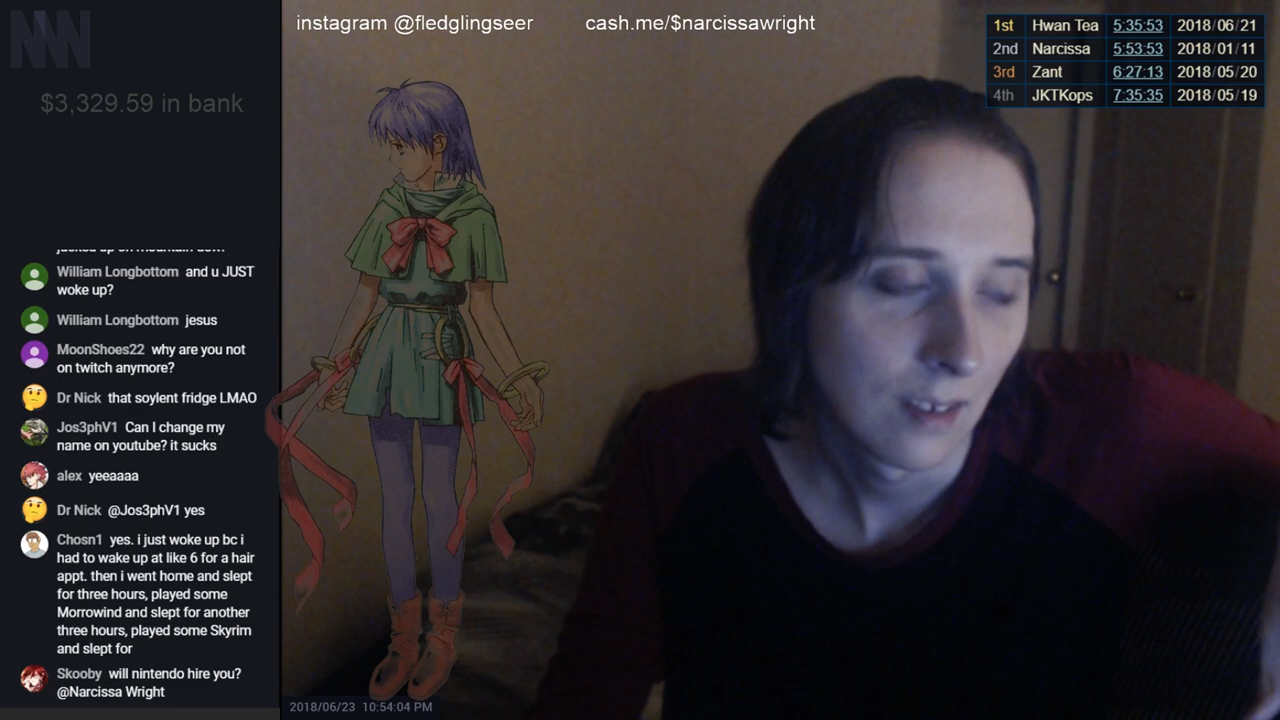 instagram @fledglingseer
cash.me/$narcissawright
1st Hwan Tea 5:35:53 2018/06/21
2nd Narcissa 5:53:53 2018/01/11
3rd Zant 6:27:13 2018/05/20
4th JKTKops 7:35:35 2018/05/19
NNN
$3,329.59 in bank
William Longbottom and u JUST
woke up?
William Longbottom jesus
MoonShoes22 why are you not
on twitch anymore?
Dr Nick that soylent fridge LMAO
Jos3phV1 Can I change my
name on youtube? it sucks
alex yeeaaaa
Dr Nick @Jos3phV1 yes
Chosn1 yes. i just woke up bc i
had to wake up at like 6 for a hair
appt. then i went home and slept
for three hours, played some
Morrowind and slept for another
three hours, played some Skyrim
and slept for
Skooby will nintendo hire you?
@Narcissa Wright
2018/06/23 10:54:04 PM